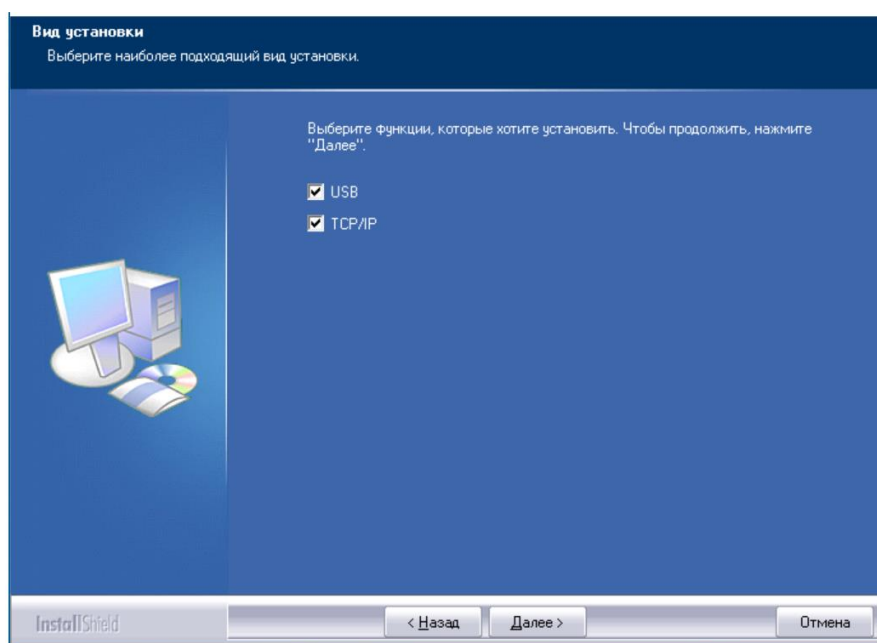 Вид установки
Выберите наиболее подходящий вид установки.
Выберите функции, которые хотите установить. Чтобы продолжить, нажмите
"Далее".
USB
TCP/IP
InstallShield
< Назад
Далее >
Отмена